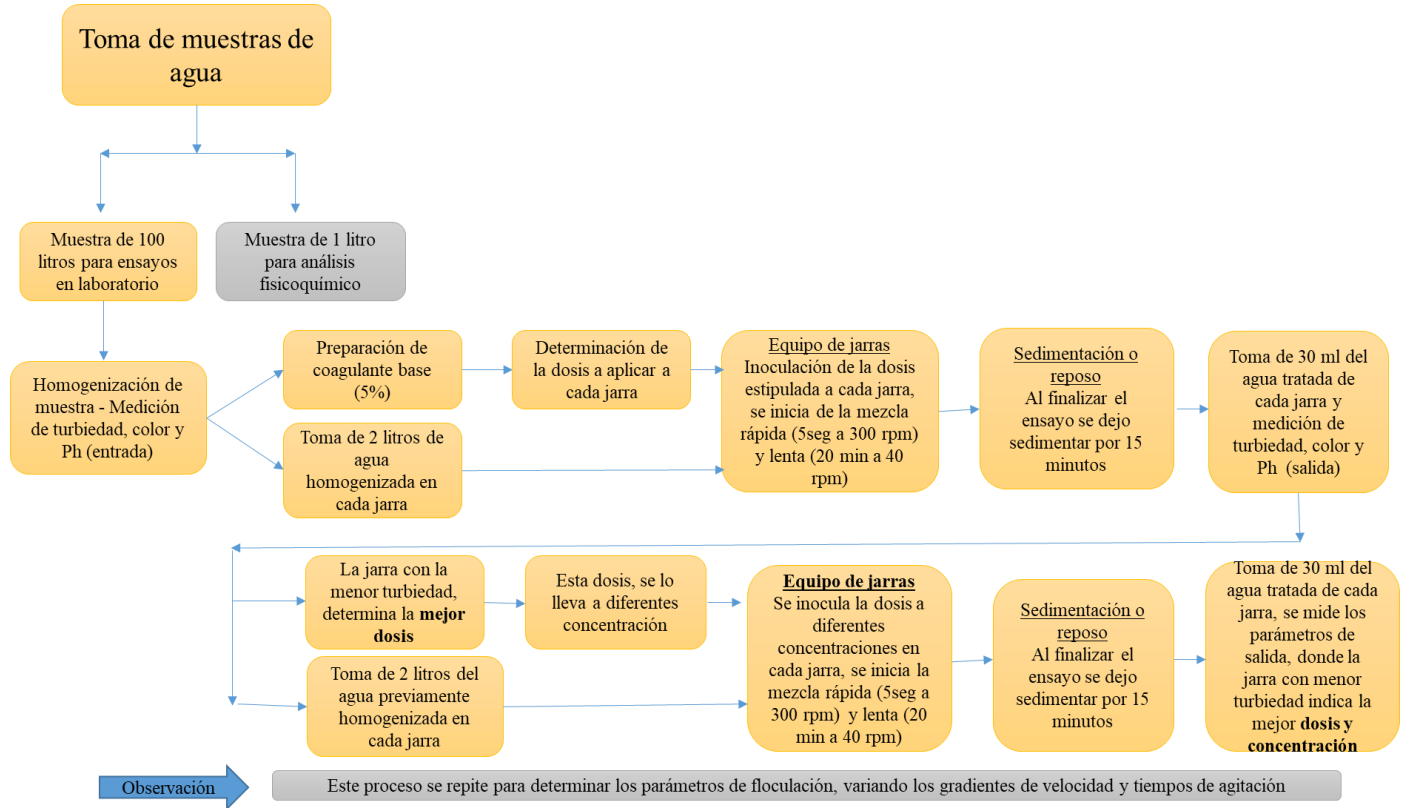 Toma de muestras de
agua
Muestra de 100
litros para ensayos
en laboratorio
Muestra de 1 litro
para análisis
fisicoquímico
Homogenización de
muestra - Medición
de turbiedad, color y
Ph (entrada)
Preparación de
coagulante base
(5%)
Determinación de
la dosis a aplicar a
cada jarra
Toma de 2 litros de
agua
homogenizada en
cada jarra
Equipo de jarras
Inoculación de la dosis
estipulada a cada jarra,
se inicia de la mezcla
rápida (5seg a 300 rpm)
y lenta (20 min a 40
rpm)
Sedimentación o
reposo
Al finalizar el
ensayo se dejo
sedimentar por 15
minutos
Toma de 30 ml del
agua tratada de
cada jarra y
medición de
turbiedad, color y
Ph (salida)
La jarra con la
menor turbiedad,
determina la mejor
dosis
Esta dosis, se lo
lleva a diferentes
concentración
Toma de 2 litros del
agua previamente
homogenizada en
cada jarra
Equipo de jarras
Se inocula la dosis a
diferentes
concentraciones en
cada jarra, se inicia la
mezcla rápida (5seg a
300 rpm) y lenta (20
min a 40 rpm)
Sedimentación o
reposo
Al finalizar el
ensayo se dejo
sedimentar por 15
minutos
Toma de 30 ml del
agua tratada de cada
jarra, se mide los
parámetros de
salida, donde la
jarra con menor
turbiedad indica la
mejor dosis y
concentración
Observación
Este proceso se repite para determinar los parámetros de floculación, variando los gradientes de velocidad y tiempos de agitación